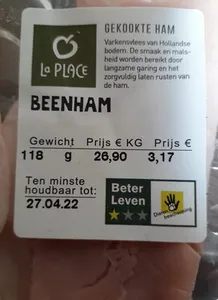 La PLACE
GEKOOKTE HAM
Varkensvlees van Hollandse
bodem. De smaak en mals-
heid worden bereikt door
langzame garing en het
zorgvuldig laten rusten van
de ham.
BEENHAM
Gewicht Prijs € KG Prijs €
118 g 26,90 3,17
Ten minste
houdbaar tot:
27.04.22
Beter
Leven
bescherming